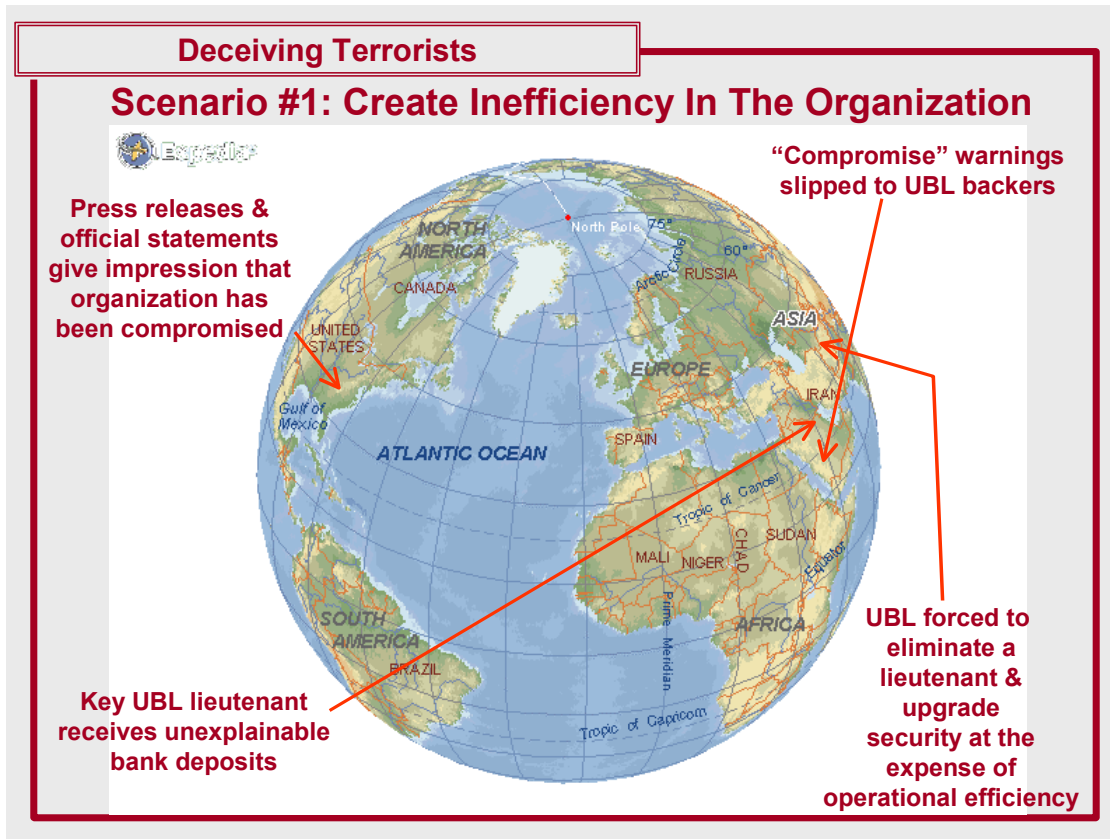 Deceiving Terrorists
Scenario #1: Create Inefficiency In The Organization
Expedia
Press releases &
official statements
give impression that
organization has
been compromised
“Compromise” warnings
slipped to UBL backers
North Pole
75°
60°
Arctic Circle
NORTH
AMERICA
CANADA
RUSSIA
ASIA
UNITED
STATES
EUROPE
IRAN
Gulf of
Mexico
SPAIN
ATLANTIC OCEAN
Tropic of Cancer
MALI
NIGER
CHAD
SUDAN
Equator
Prime Meridian
AFRICA
SOUTH
AMERICA
BRAZIL
Tropic of Capricorn
Key UBL lieutenant
receives unexplainable
bank deposits
UBL forced to
eliminate a
lieutenant &
upgrade
security at the
expense of
operational efficiency